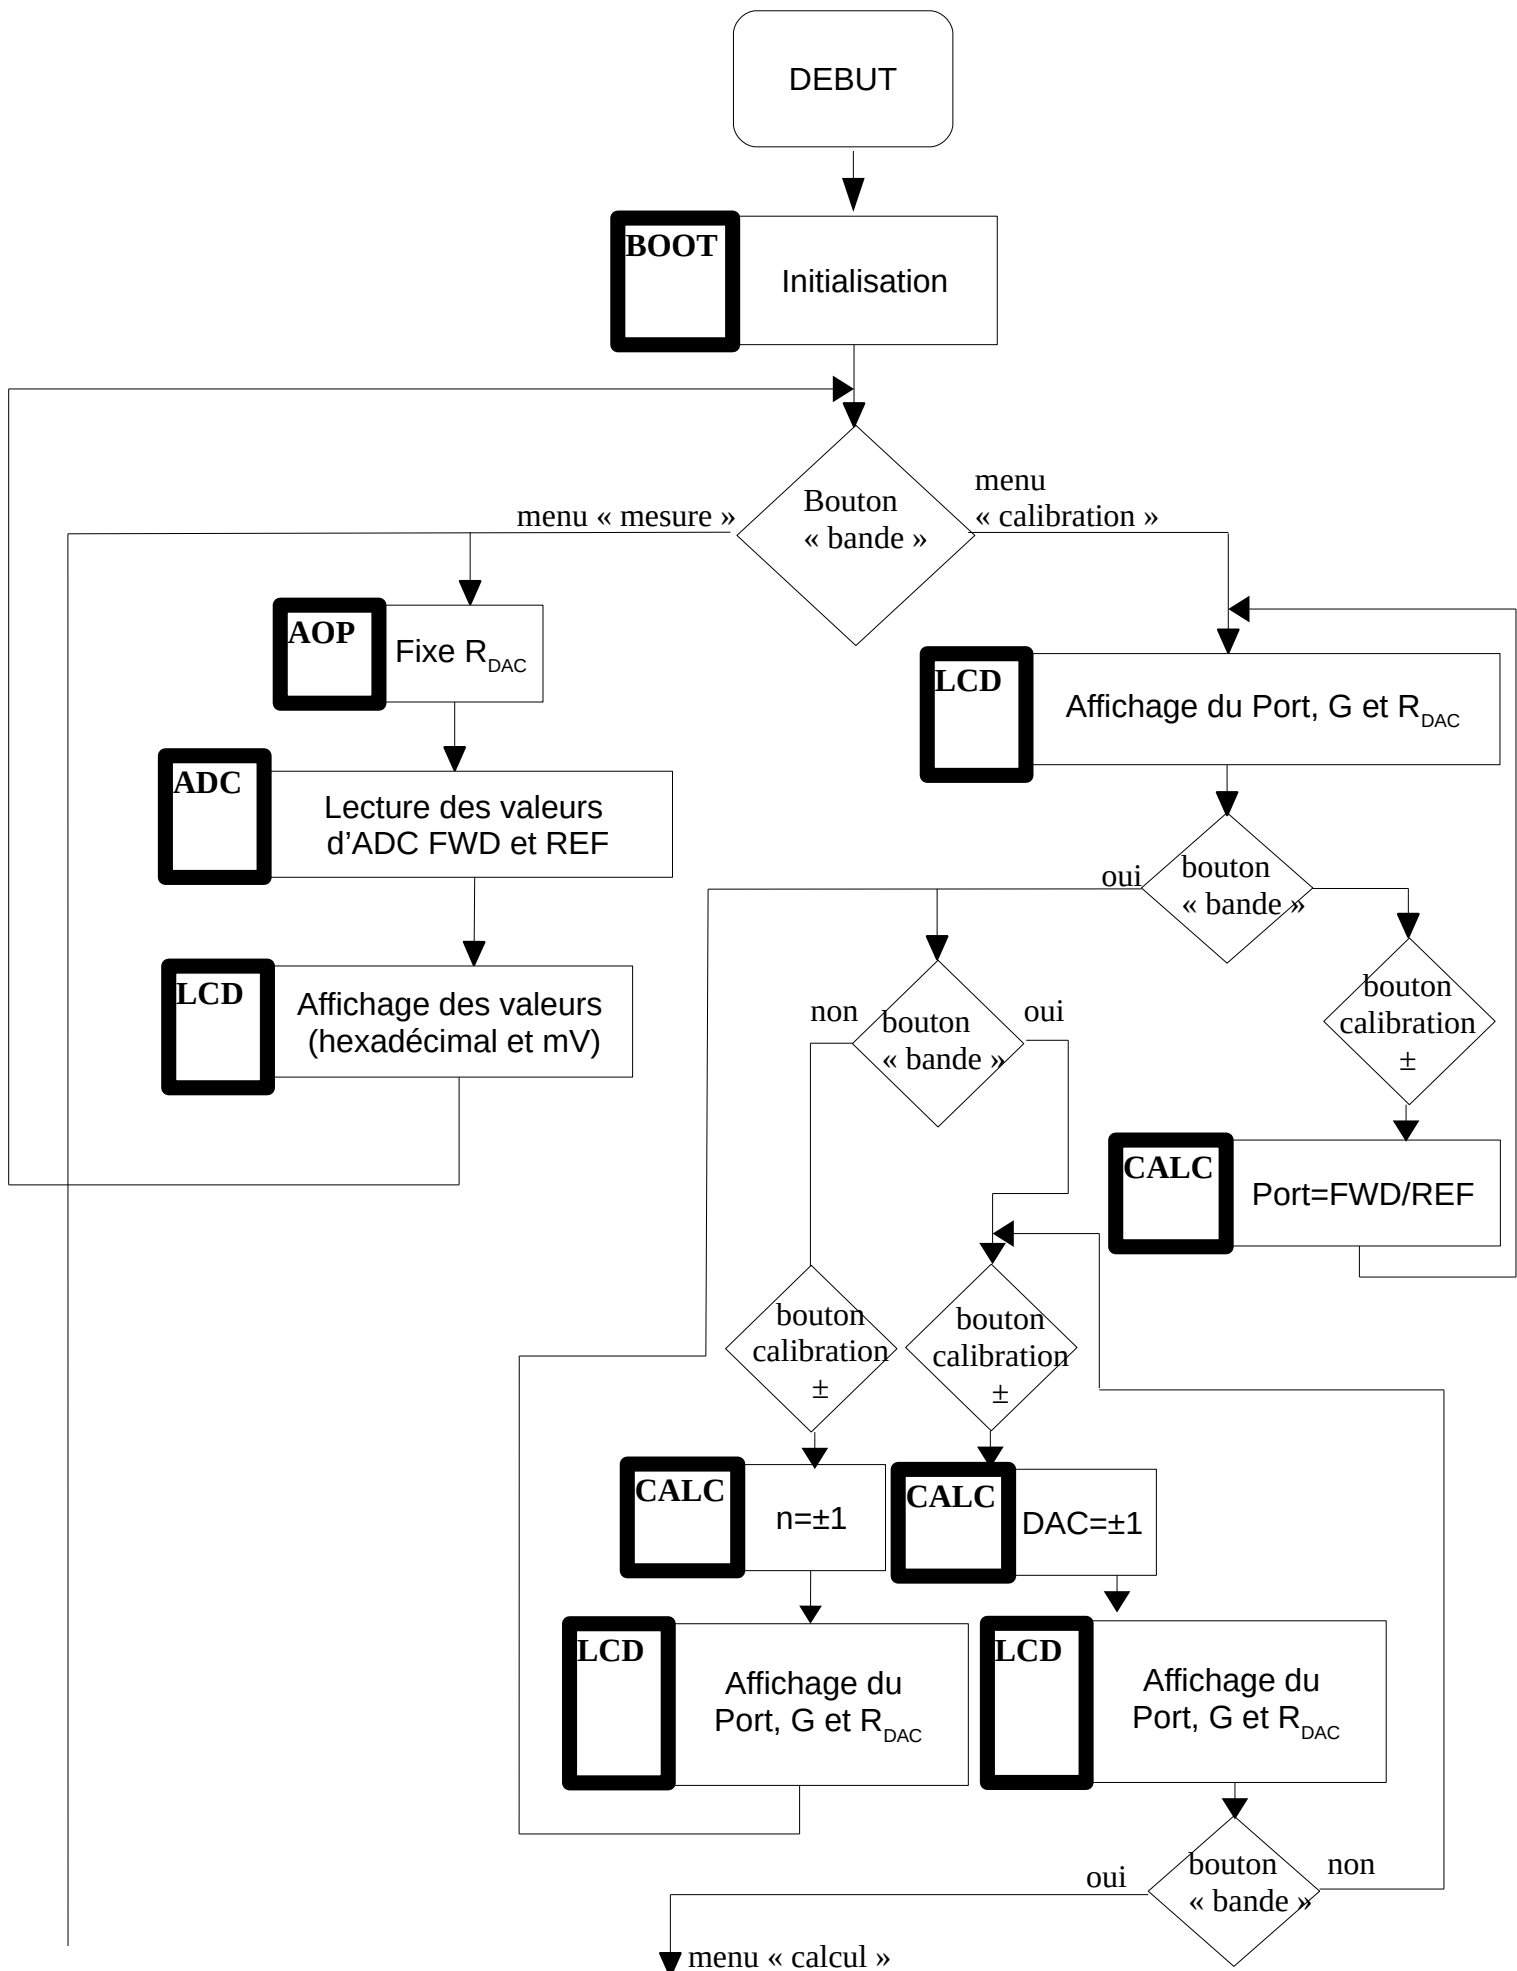 DEBUT
BOOT
Initialisation
Bouton
« bande »
menu « mesure »
menu
« calibration »
AOP
Fixe RDAC
ADC
Lecture des valeurs
d’ADC FWD et REF
LCD
Affichage des valeurs
(hexadécimal et mV)
LCD
Affichage du Port, G et RDAC
oui
bouton
« bande »
bouton
calibration
±
CALC
Port=FWD/REF
non
bouton
« bande »
oui
bouton
calibration
±
bouton
calibration
±
CALC
n=±1
CALC
DAC=±1
LCD
Affichage du
Port, G et RDAC
LCD
Affichage du
Port, G et RDAC
oui
bouton
« bande »
non
menu « calcul »